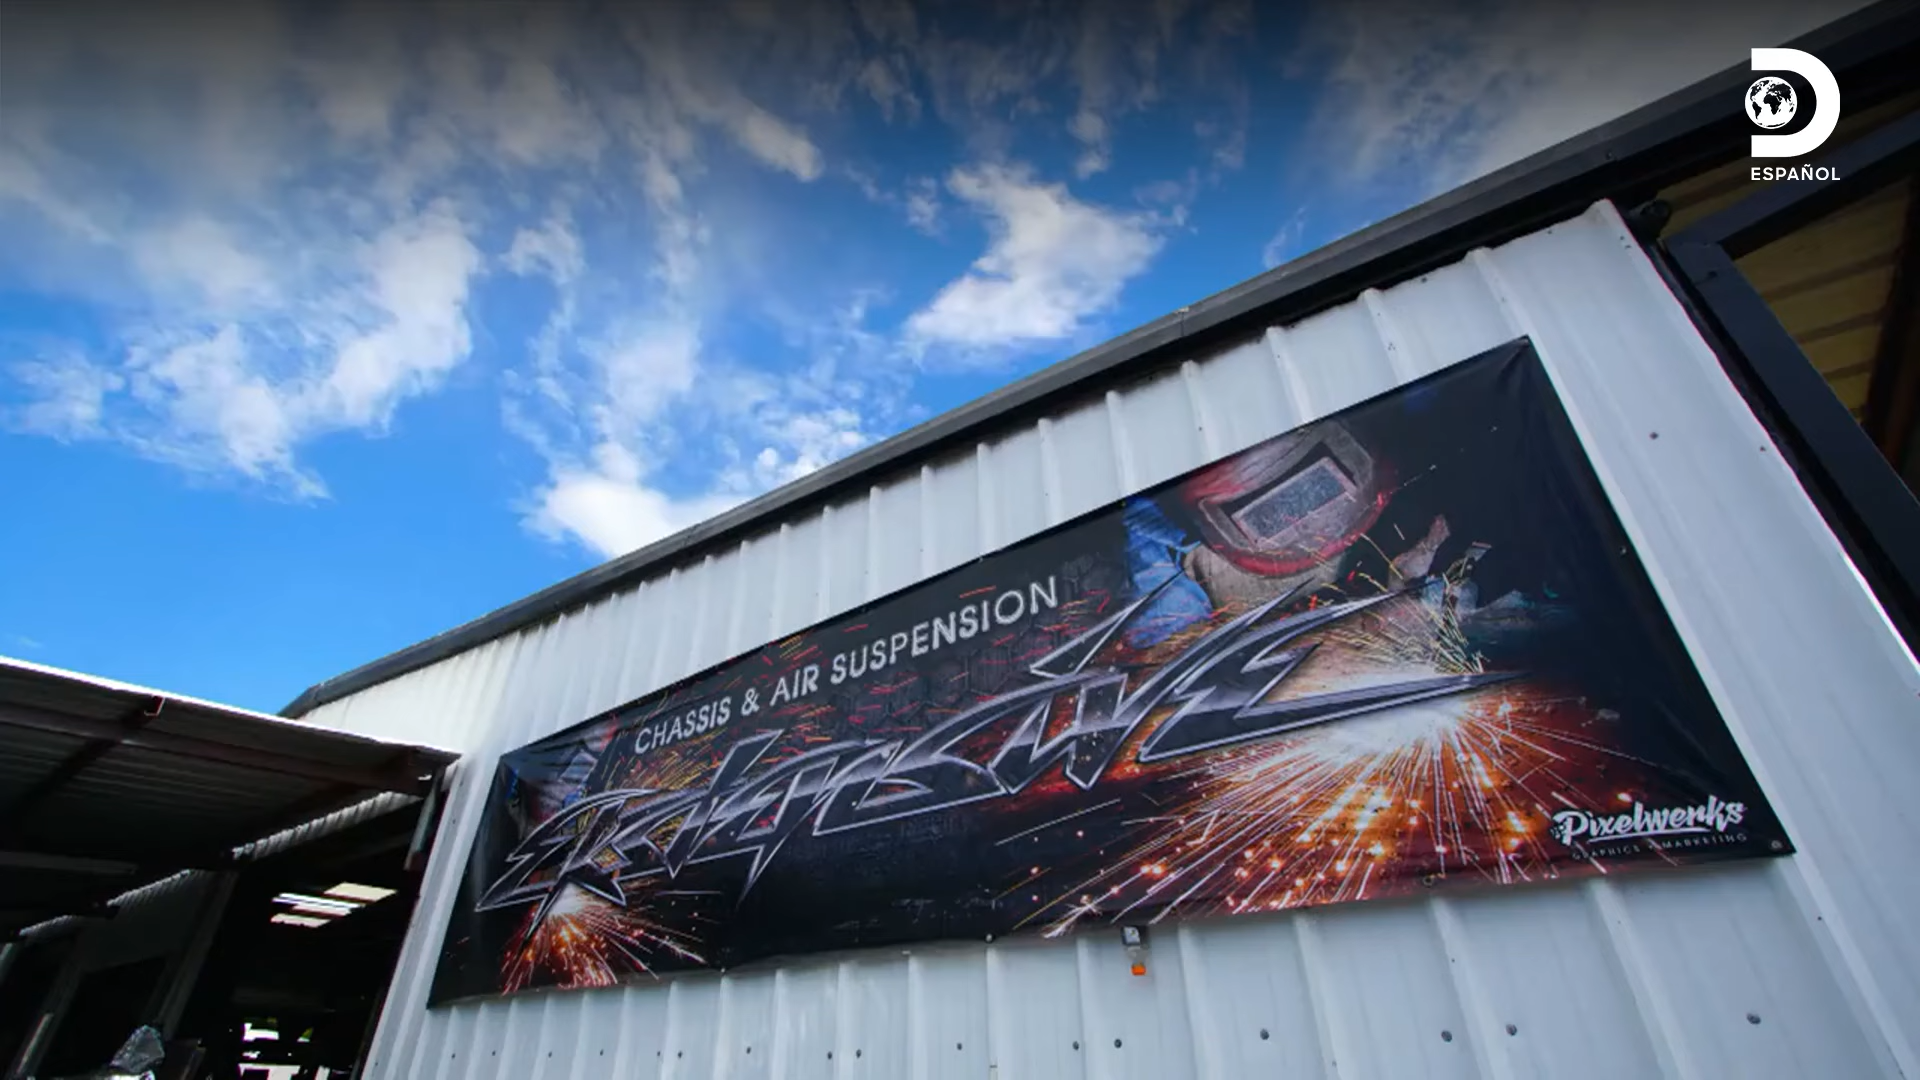 ESPAÑOL
CHASSIS & AIR SUSPENSION
Pixelwerks
GRAPHICS + MARKETING